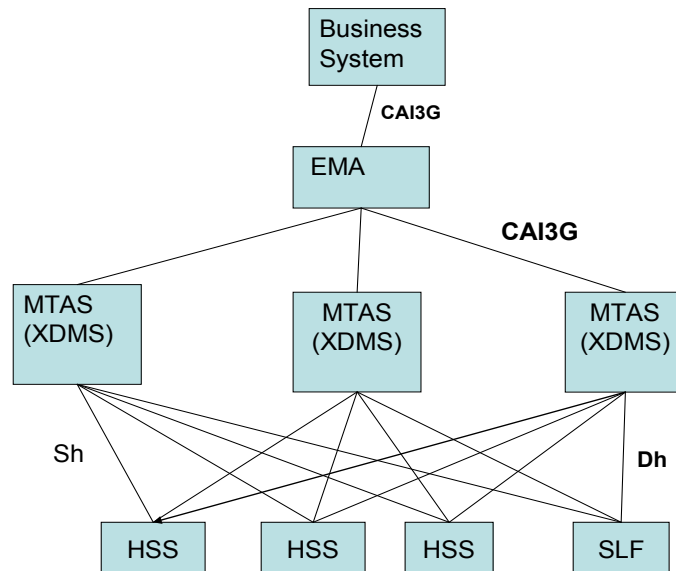 Business
System
CAI3G
EMA
CAI3G
MTAS
(XDMS)
MTAS
(XDMS)
MTAS
(XDMS)
Sh
Dh
HSS
HSS
HSS
SLF